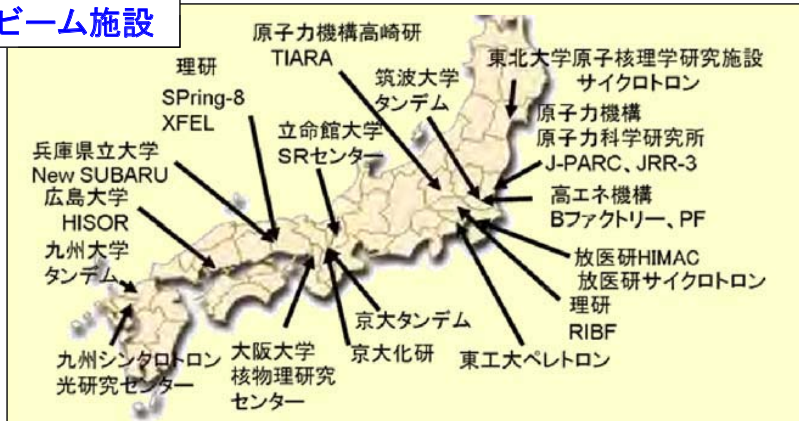 ビーム施設
原子力機構高崎研
TIARA
東北大学原子核理学研究施設
サイクロトロン
理研
SPring-8
XFEL
筑波大学
タンデム
原子力機構
原子力科学研究所
J-PARC、JRR-3
立命館大学
SRセンター
兵庫県立大学
New SUBARU
高エネ機構
Bファクトリー、PF
広島大学
HISOR
九州大学
タンデム
放医研HIMAC
放医研サイクロトロン
理研
RIBF
京大タンデム
京大化研
東工大ペレトロン
大阪大学
核物理研究
センター
九州シンクロトロン
光研究センター